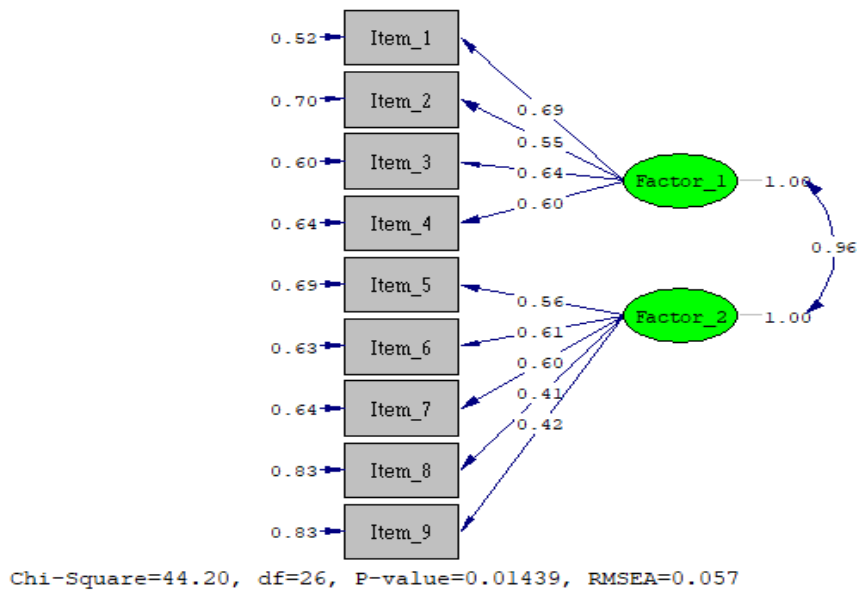 0.52 Item_1
0.69
0.70 Item_2
0.55
0.60 Item_3
0.64
Factor_1 1.00
0.64 Item_4
0.60
0.96
0.69 Item_5
0.56
Factor_2 1.00
0.63 Item_6
0.61
0.60
0.64 Item_7
0.41
0.42
0.83 Item_8
0.83 Item_9
Chi-Square=44.20, df=26, P-value=0.01439, RMSEA=0.057